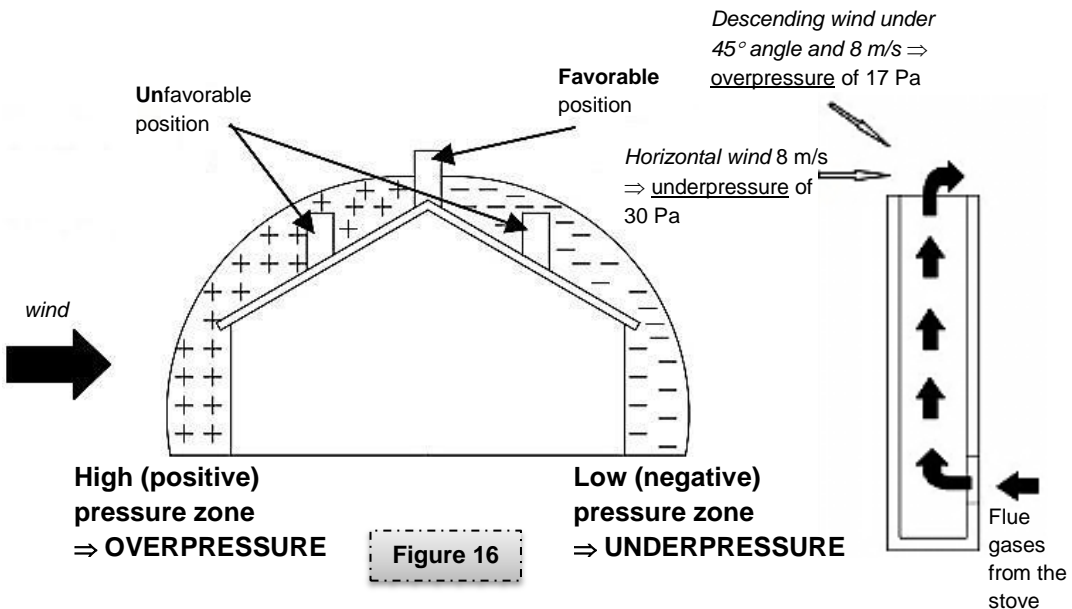 Descending wind under
45° angle and 8 m/s ⇒
overpressure of 17 Pa
Unfavorable
position
Favorable
position
Horizontal wind 8 m/s
⇒ underpressure of
30 Pa
wind
High (positive)
pressure zone
⇒ OVERPRESSURE
Low (negative)
pressure zone
⇒ UNDERPRESSURE
Figure 16
Flue
gases
from the
stove